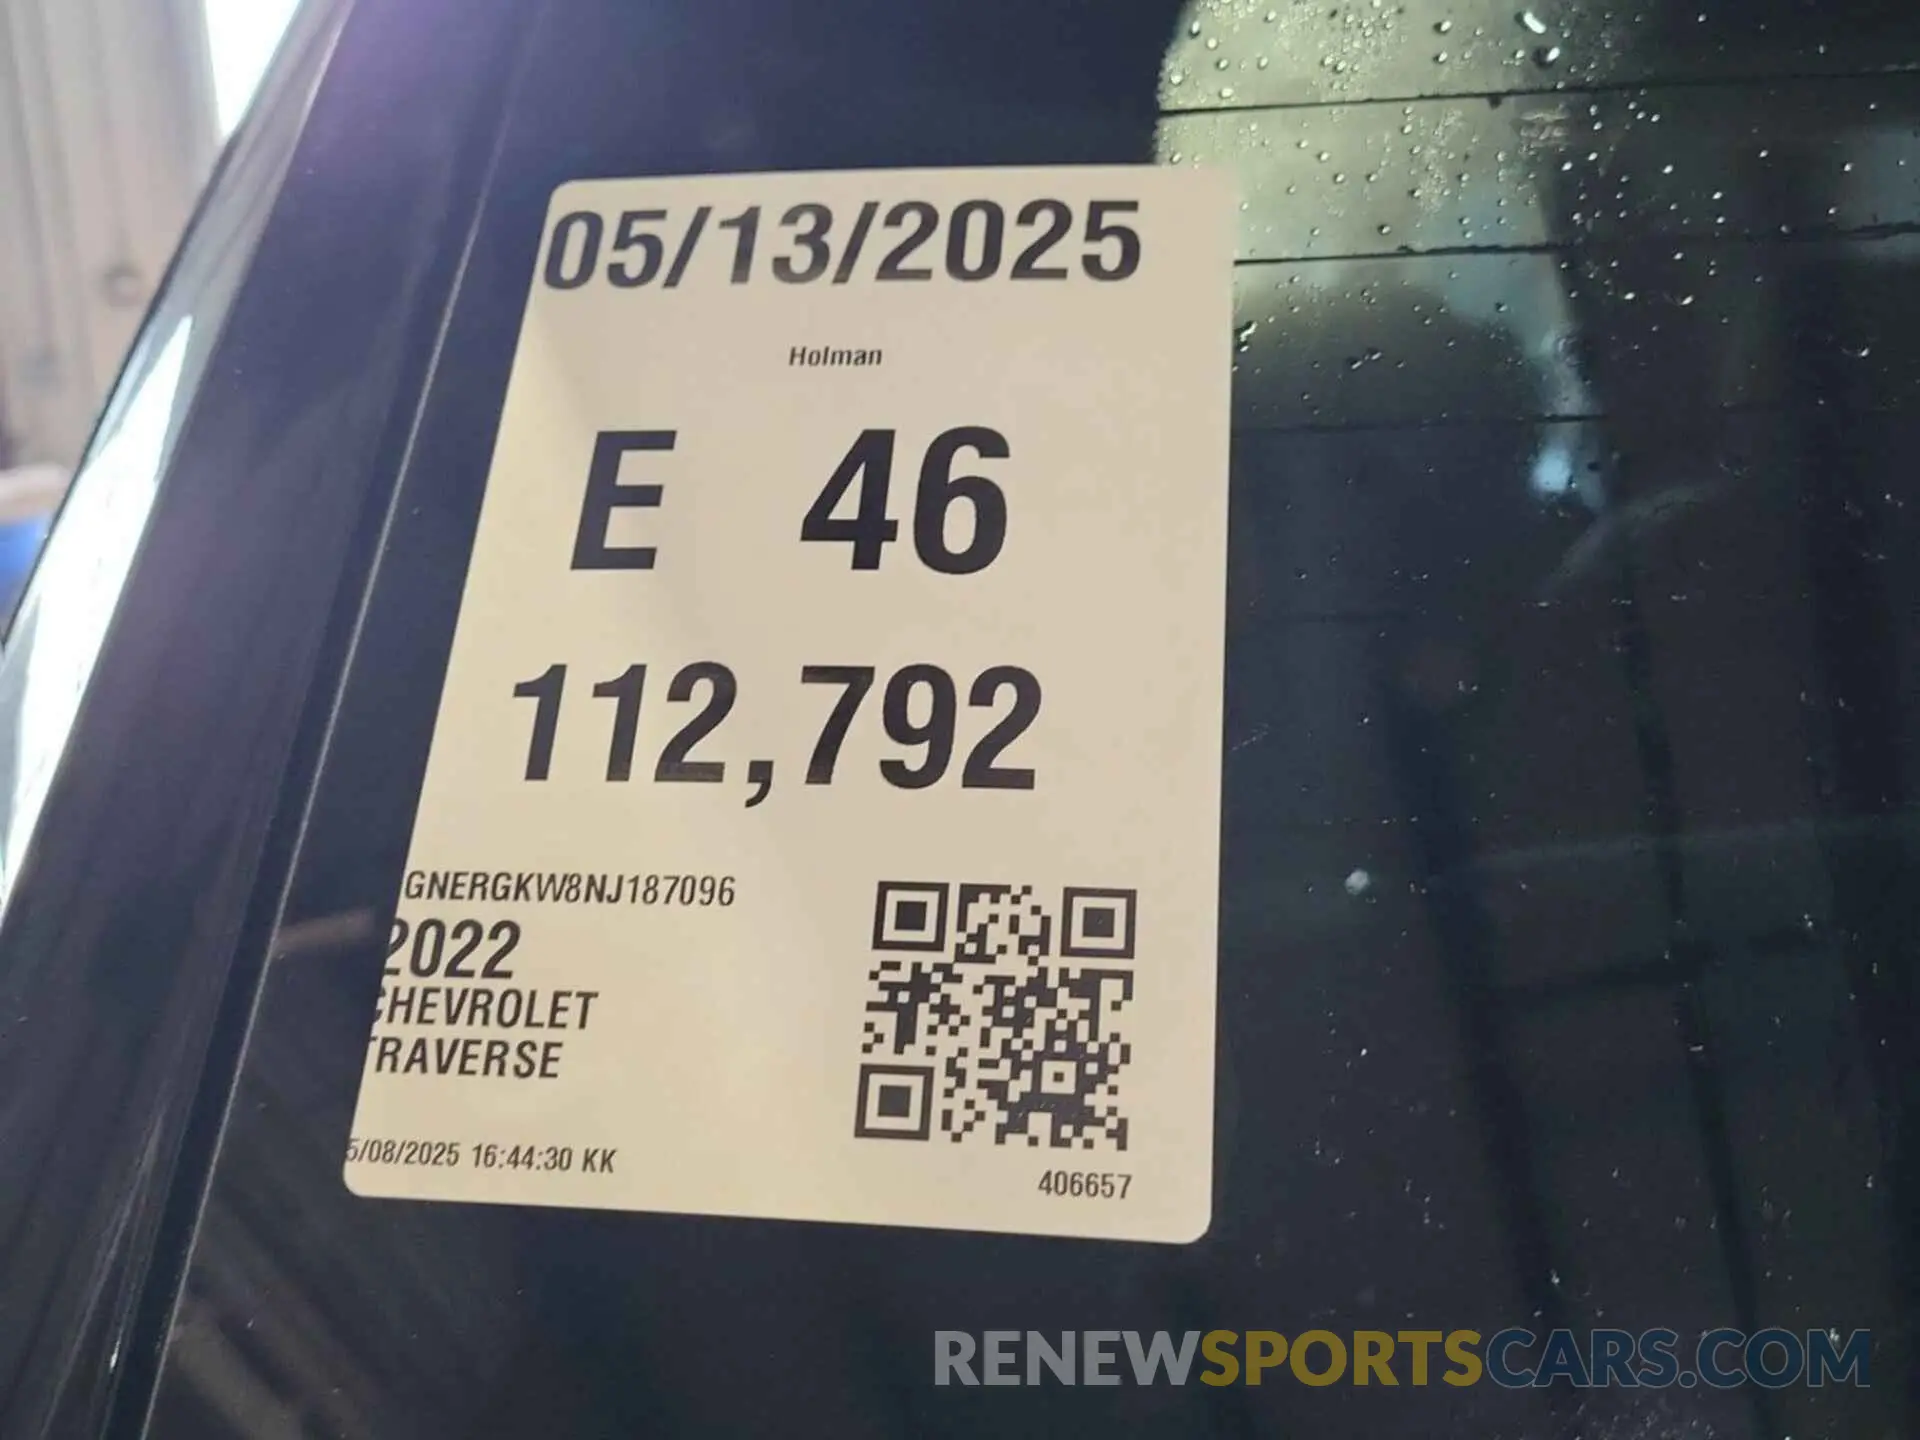 05/13/2025
Holman
E 46
112,792
GNERGKW8NJ187096
2022
CHEVROLET
TRAVERSE
5/08/2025 16:44:30 KK
406657
RENEWSPORTSCARS.COM